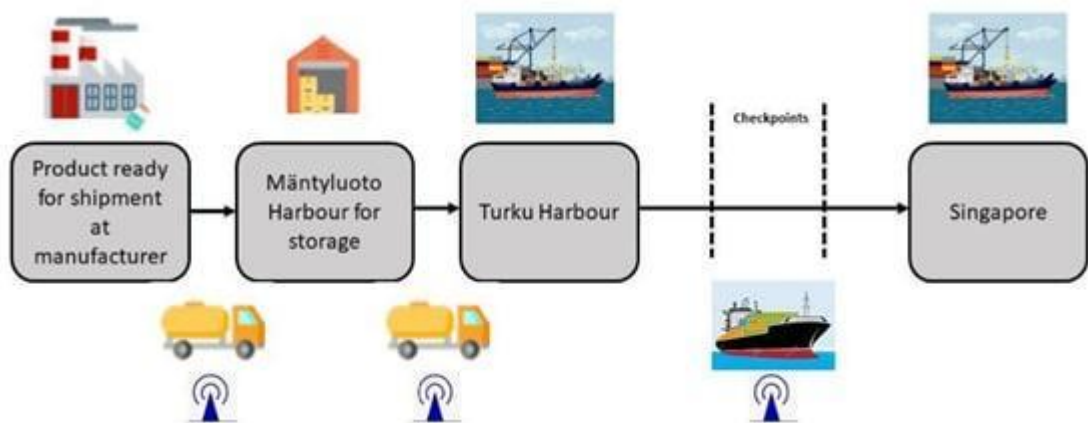 Checkpoints
Product ready
for shipment
at
manufacturer
Mäntyluoto
Harbour for
storage
Turku Harbour
Singapore